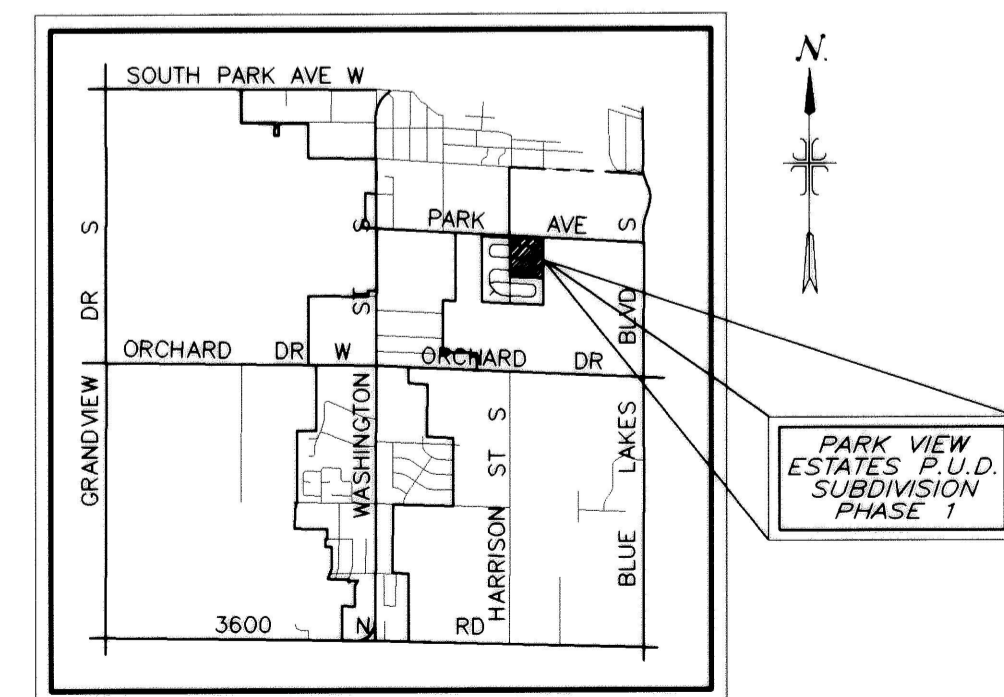 N.
SOUTH PARK AVE W
GRANDVIEW DR S
WASHINGTON ST S
PARK AVE
BLUE LAKES BLVD S
ORCHARD DR W
ORCHARD DR
HARRISON ST S
3600 N RD
PARK VIEW
ESTATES P.U.D.
SUBDIVISION
PHASE 1